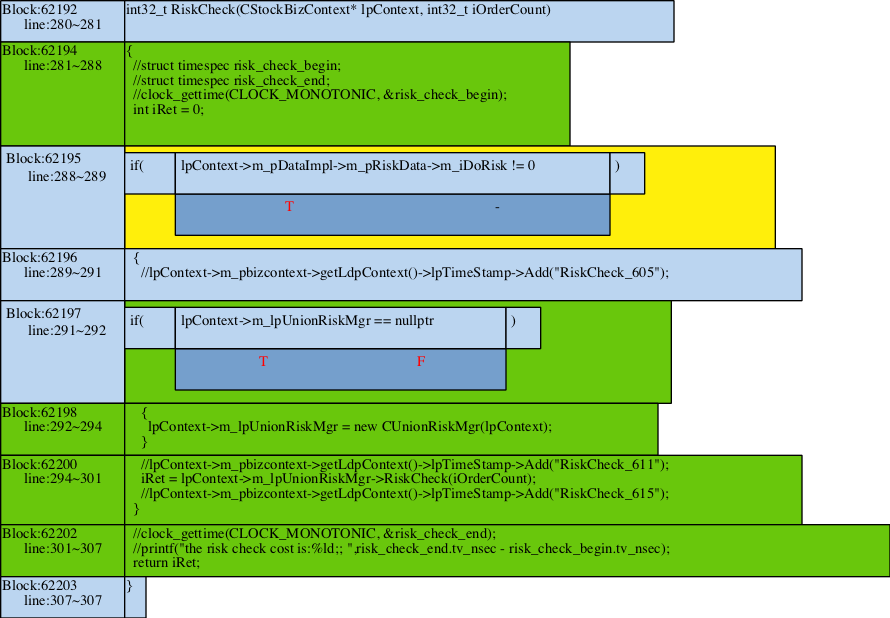 Block:62192
line:280~281
int32_t RiskCheck(CStockBizContext* lpContext, int32_t iOrderCount)
Block:62194
line:281~288
{
//struct timespec risk_check_begin;
//struct timespec risk_check_end;
//clock_gettime(CLOCK_MONOTONIC, &risk_check_begin);
int iRet = 0;
Block:62195
line:288~289
if( lpContext->m_pDataImpl->m_pRiskData->m_iDoRisk != 0 )
T -
Block:62196
line:289~291
{
//lpContext->m_pbizcontext->getLdpContext()->lpTimeStamp->Add("RiskCheck_605");
Block:62197
line:291~292
if( lpContext->m_lpUnionRiskMgr == nullptr )
T F
Block:62198
line:292~294
{
lpContext->m_lpUnionRiskMgr = new CUnionRiskMgr(lpContext);
}
Block:62200
line:294~301
//lpContext->m_pbizcontext->getLdpContext()->lpTimeStamp->Add("RiskCheck_611");
iRet = lpContext->m_lpUnionRiskMgr->RiskCheck(iOrderCount);
//lpContext->m_pbizcontext->getLdpContext()->lpTimeStamp->Add("RiskCheck_615");
}
Block:62202
line:301~307
//clock_gettime(CLOCK_MONOTONIC, &risk_check_end);
//printf("the risk check cost is:%ld;; ",risk_check_end.tv_nsec - risk_check_begin.tv_nsec);
return iRet;
Block:62203
line:307~307
}